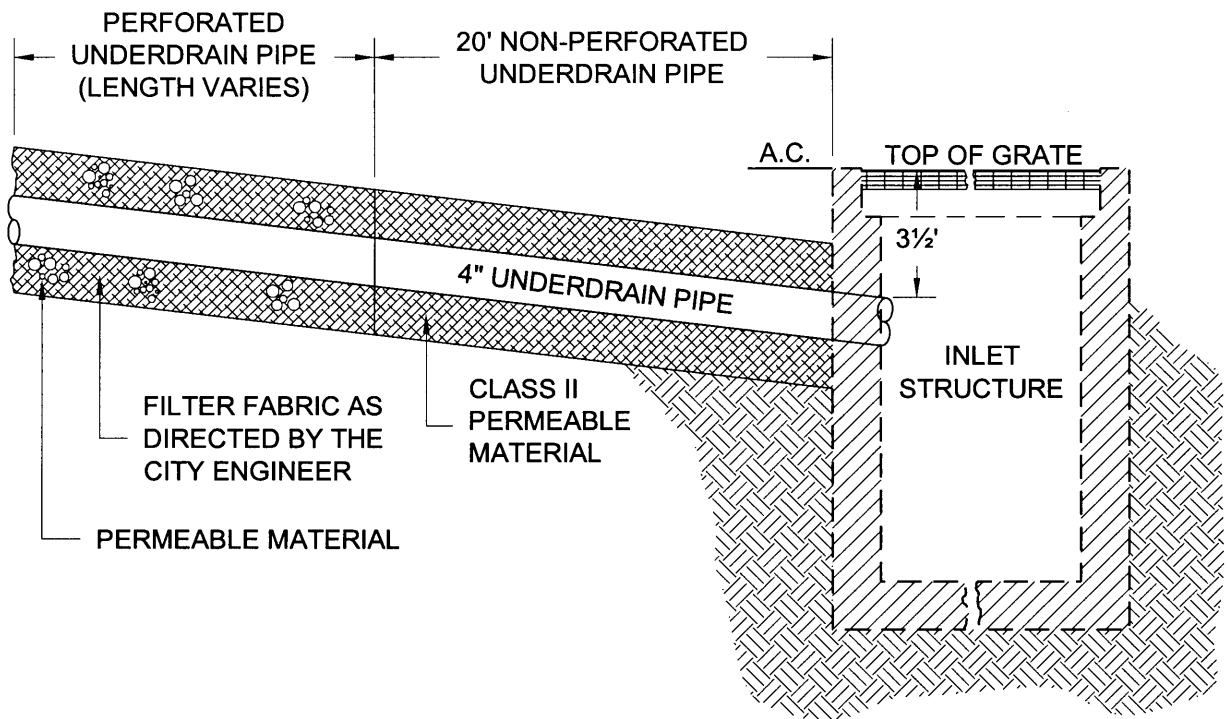 PERFORATED
UNDERDRAIN PIPE
(LENGTH VARIES)
20' NON-PERFORATED
UNDERDRAIN PIPE
A.C.
TOP OF GRATE
3½'
4" UNDERDRAIN PIPE
INLET
STRUCTURE
CLASS II
PERMEABLE
MATERIAL
FILTER FABRIC AS
DIRECTED BY THE
CITY ENGINEER
PERMEABLE MATERIAL